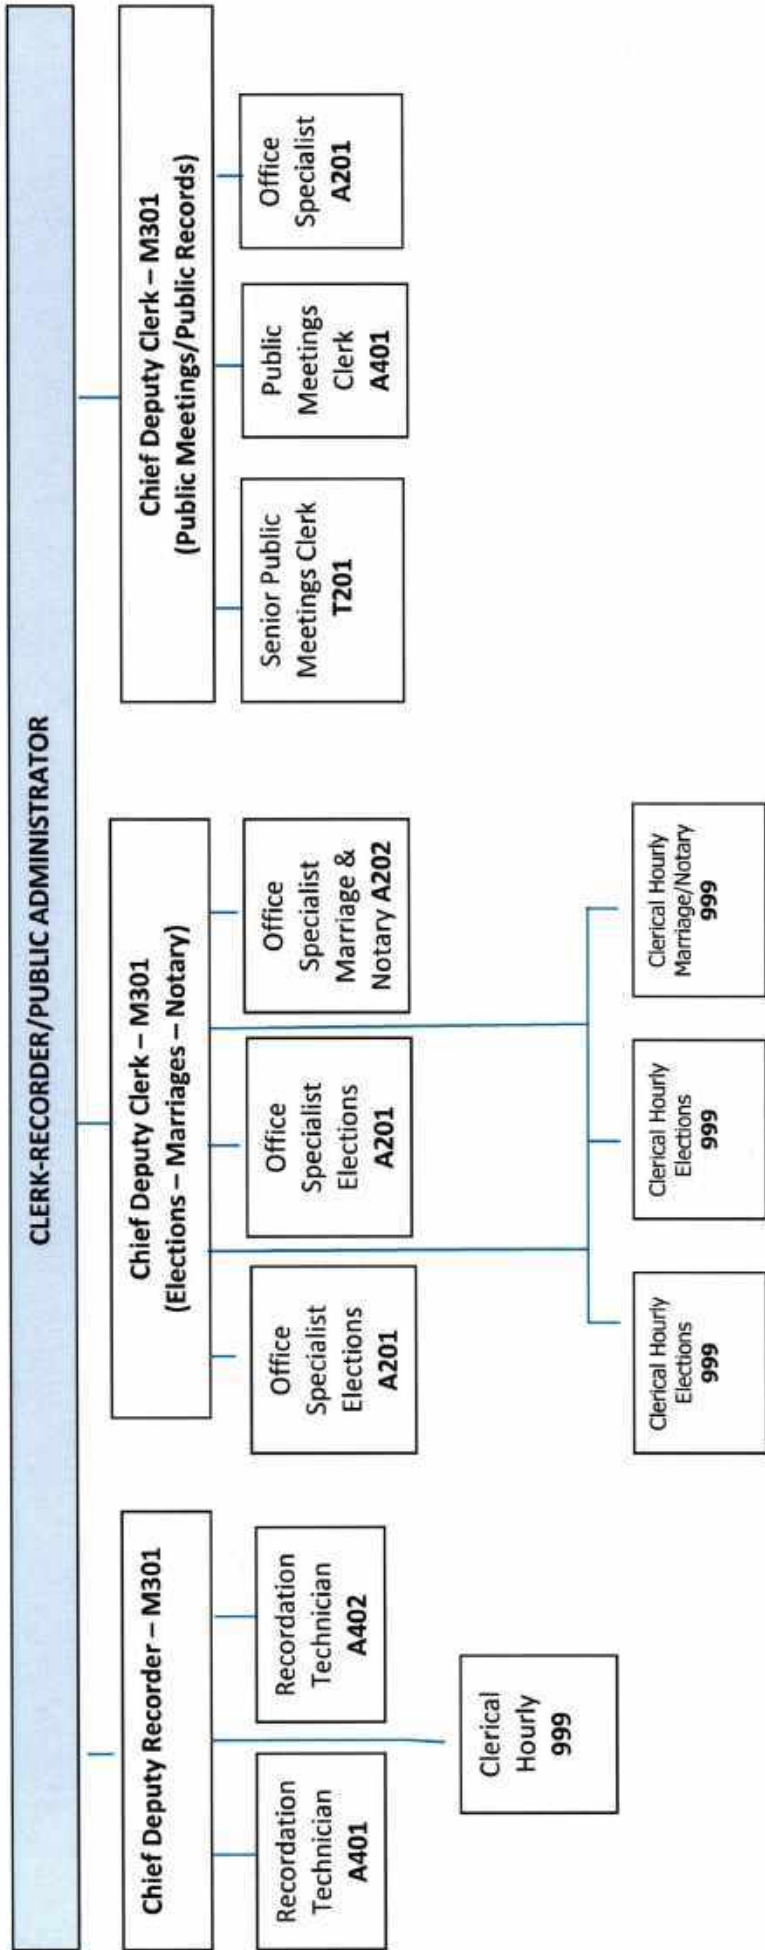 CLERK-RECORDER/PUBLIC ADMINISTRATOR
Chief Deputy Recorder – M301
Recordation
Technician
A401
Recordation
Technician
A402
Clerical
Hourly
999
Chief Deputy Clerk – M301
(Elections – Marriages – Notary)
Office
Specialist
Elections
A201
Office
Specialist
Elections
A201
Office
Specialist
Marriage &
Notary A202
Clerical Hourly
Elections
999
Clerical Hourly
Elections
999
Clerical Hourly
Marriage/Notary
999
Chief Deputy Clerk – M301
(Public Meetings/Public Records)
Senior Public
Meetings Clerk
T201
Public
Meetings
Clerk
A401
Office
Specialist
A201